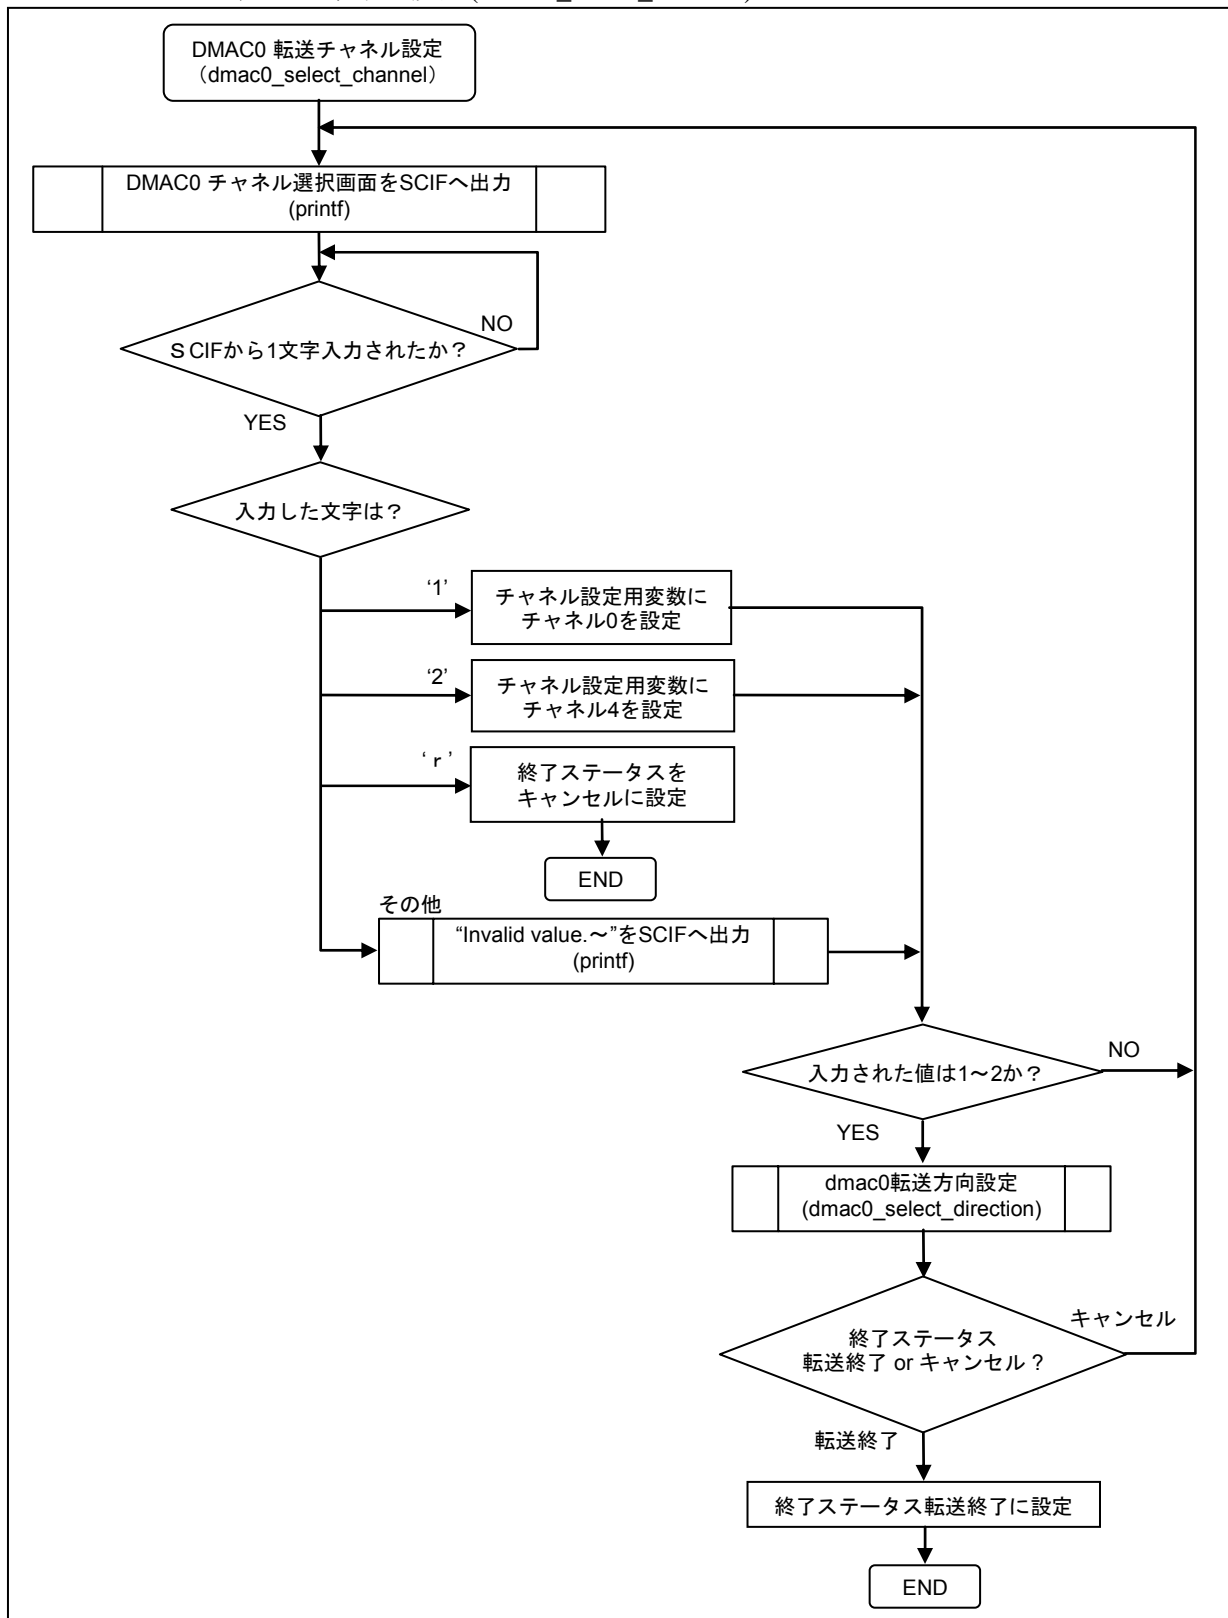 DMAC0 転送チャネル設定
（dmac0_select_channel）
DMAC0 チャネル選択画面をSCIFへ出力
(printf)
NO
ＳCIFから1文字入力されたか？
YES
入力した文字は？
‘1’
チャネル設定用変数に
チャネル0を設定
‘2’
チャネル設定用変数に
チャネル4を設定
‘ｒ’
終了ステータスを
キャンセルに設定
END
その他
“Invalid value.～”をSCIFへ出力
(printf)
入力された値は1～2か？
NO
YES
dmac0転送方向設定
(dmac0_select_direction)
キャンセル
終了ステータス
転送終了 or キャンセル？
転送終了
終了ステータス転送終了に設定
END